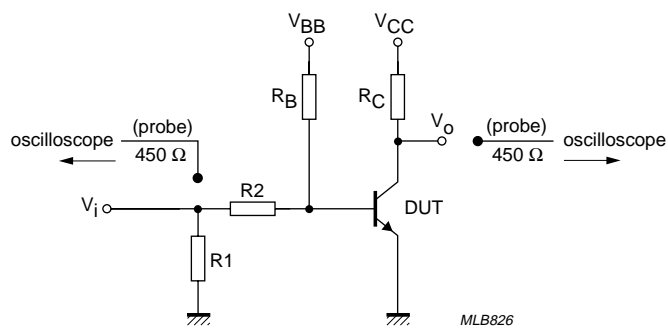 VBB
VCC
RB
RC
Vo
(probe)
450 Ω
oscilloscope
(probe)
450 Ω
oscilloscope
R2
Vi
DUT
R1
MLB826